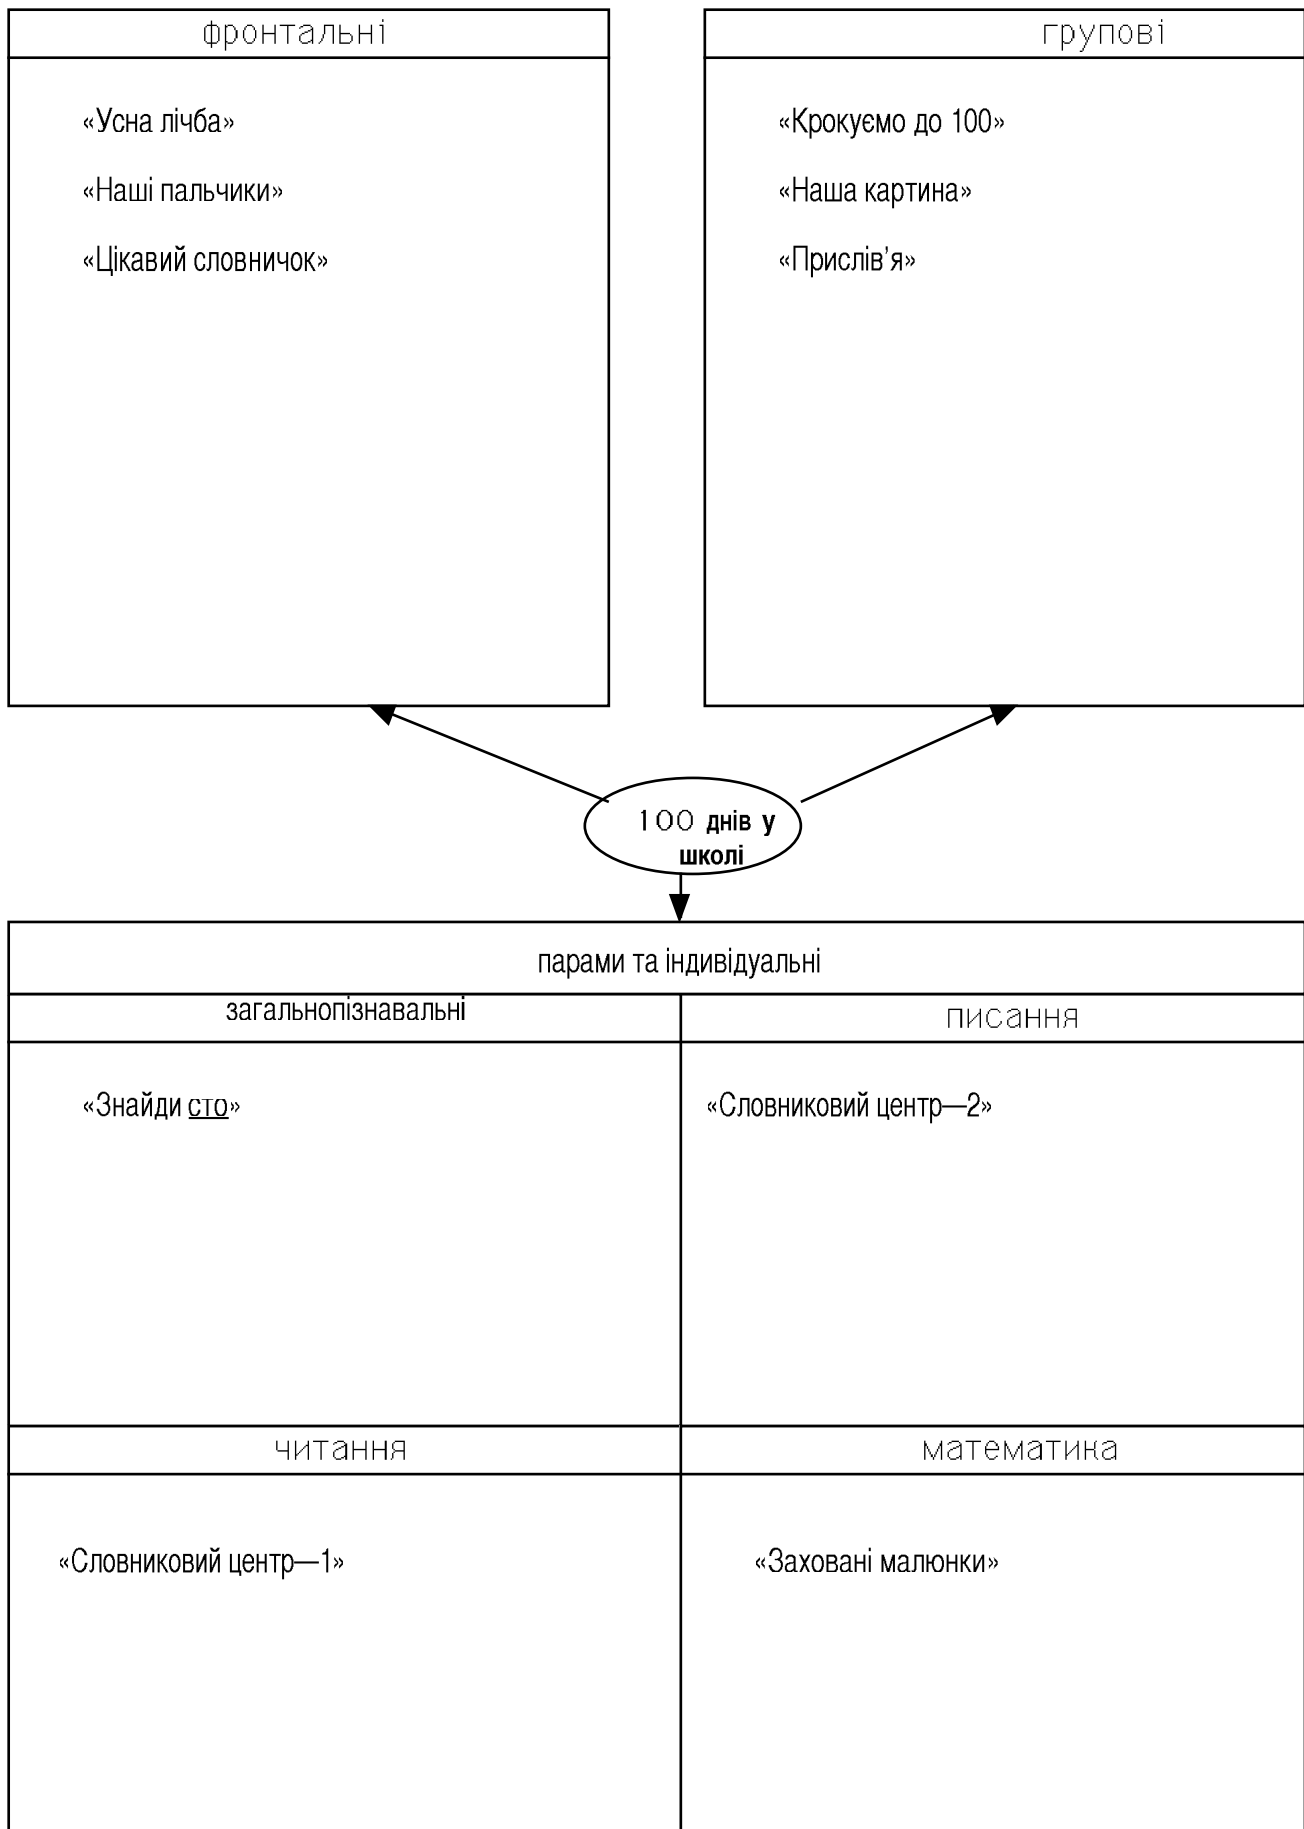 фронтальні
«Усна лічба»
«Наші пальчики»
«Цікавий словничок»
групові
«Крокуємо до 100»
«Наша картина»
«Прислів’я»
100 днів у
школі
парами та індивідуальні
загальнопізнавальні
«Знайди сто»
писання
«Словниковий центр—2»
читання
«Словниковий центр—1»
математика
«Заховані малюнки»